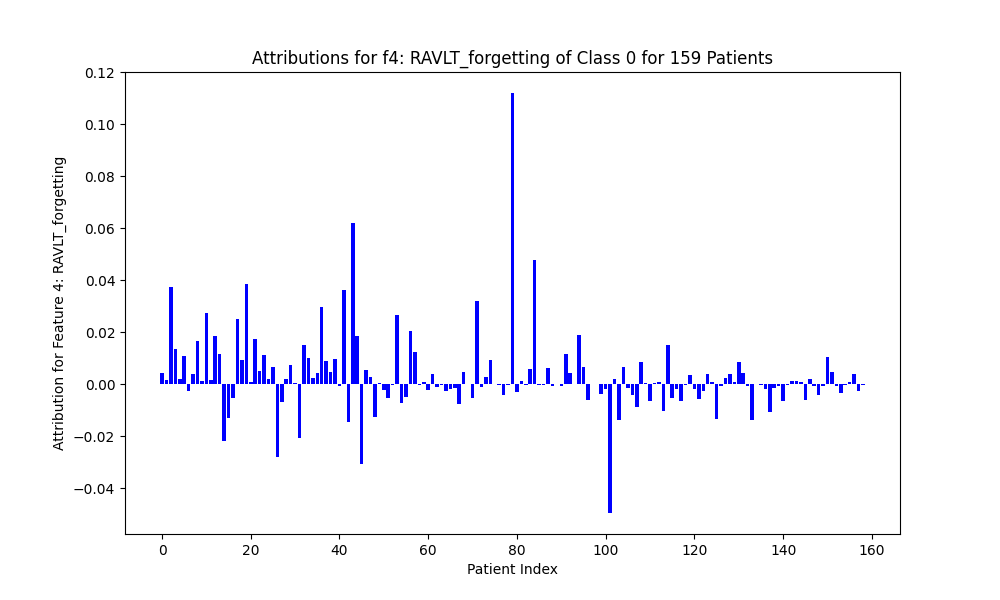 Attributions for f4: RAVLT_forgetting of Class 0 for 159 Patients
Attribution for Feature 4: RAVLT_forgetting
0.12
0.10
0.08
0.06
0.04
0.02
0.00
−0.02
−0.04
0 20 40 60 80 100 120 140 160
Patient Index